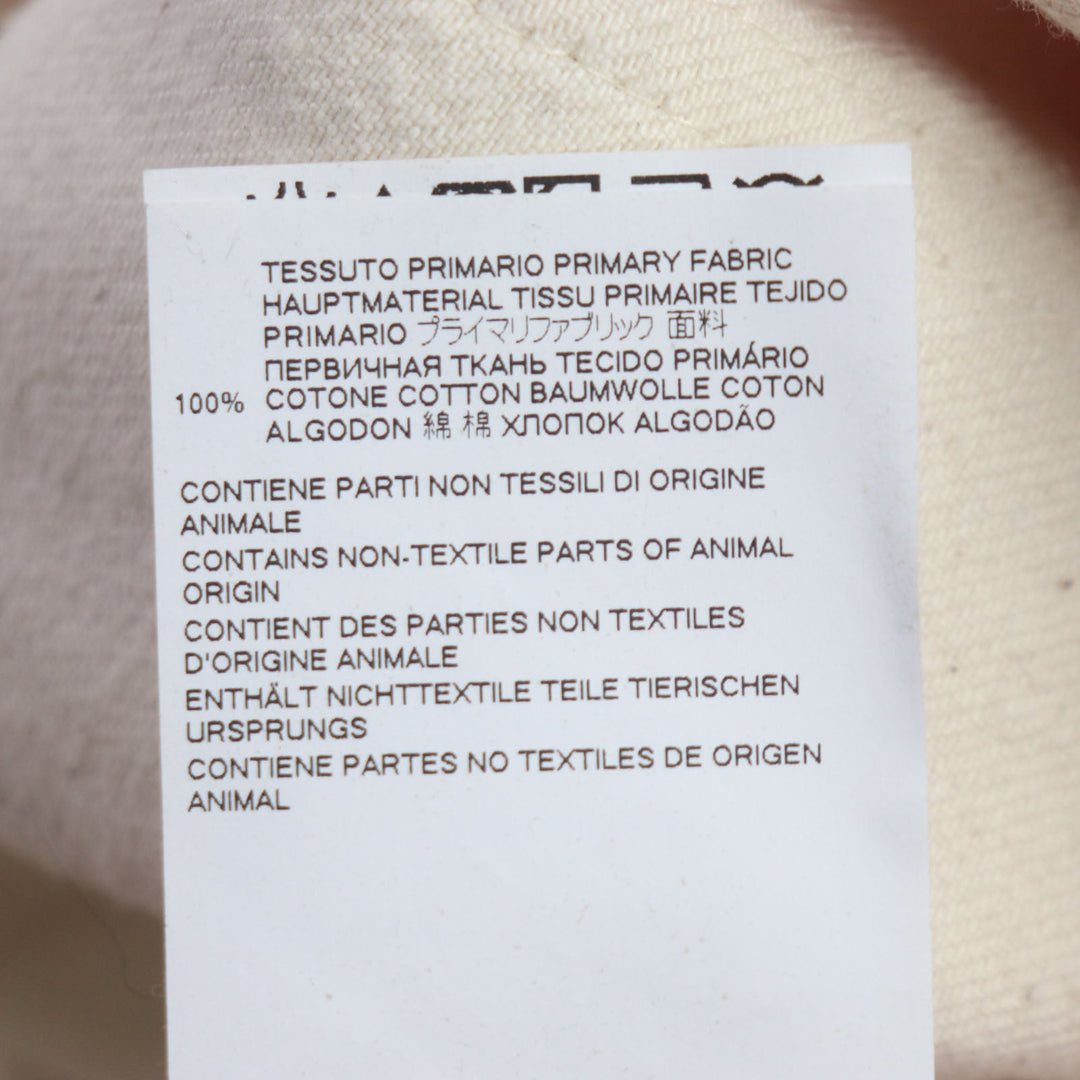 TESSUTO PRIMARIO PRIMARY FABRIC
HAUPTMATERIAL TISSU PRIMAIRE TEJIDO
PRIMARIO プライマリファブリック 面料
ПЕРВИЧНАЯ ТКАНЬ TECIDO PRIMÁRIO
100% COTONE COTTON BAUMWOLLE COTON
ALGODON 綿 棉 ХЛОПОК ALGODÃO
CONTIENE PARTI NON TESSILI DI ORIGINE
ANIMALE
CONTAINS NON-TEXTILE PARTS OF ANIMAL
ORIGIN
CONTIENT DES PARTIES NON TEXTILES
D'ORIGINE ANIMALE
ENTHÄLT NICHTTEXTILE TEILE TIERISCHEN
URSPRUNGS
CONTIENE PARTES NO TEXTILES DE ORIGEN
ANIMAL